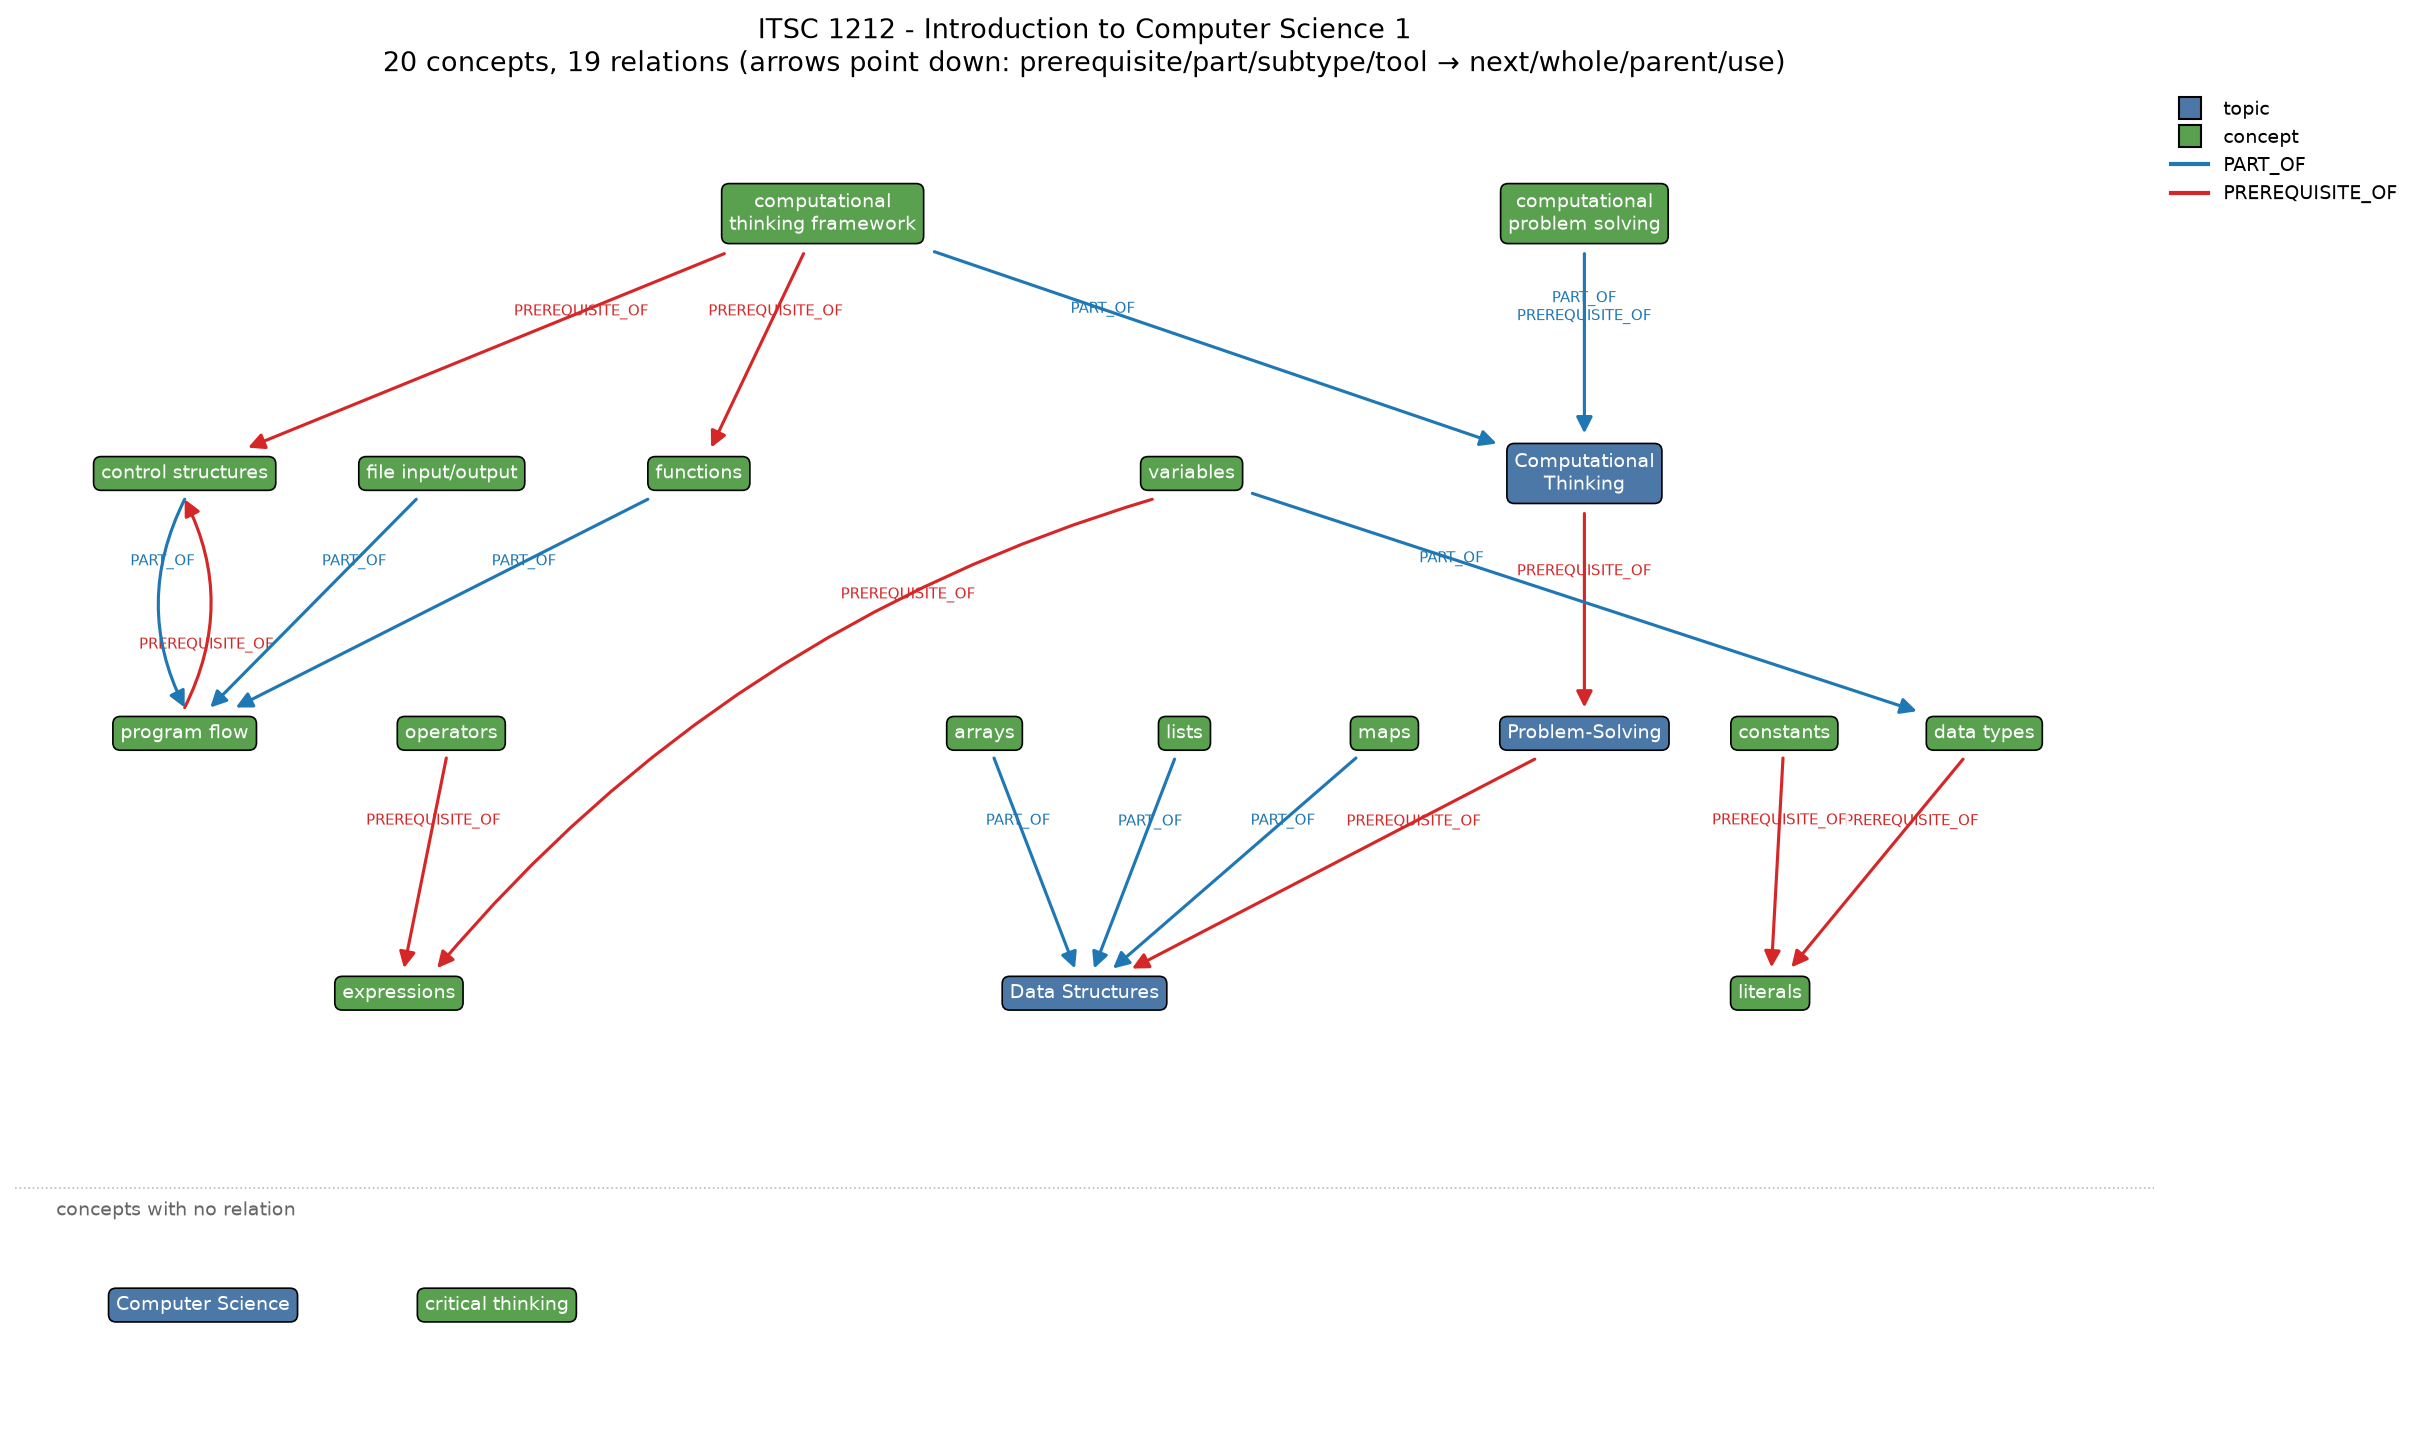 ITSC 1212 - Introduction to Computer Science 1
20 concepts, 19 relations (arrows point down: prerequisite/part/subtype/tool → next/whole/parent/use)
topic
concept
PART_OF
PREREQUISITE_OF
computational
thinking framework
computational
problem solving
PREREQUISITE_OF
PREREQUISITE_OF
PART_OF
PART_OF
PREREQUISITE_OF
control structures
file input/output
functions
variables
Computational
Thinking
PART_OF
PART_OF
PART_OF
PREREQUISITE_OF
PART_OF
PREREQUISITE_OF
PREREQUISITE_OF
program flow
operators
arrays
lists
maps
Problem-Solving
constants
data types
PREREQUISITE_OF
PART_OF
PART_OF
PART_OF
PREREQUISITE_OF
PREREQUISITE_OF
PREREQUISITE_OF
expressions
Data Structures
literals
concepts with no relation
Computer Science
critical thinking